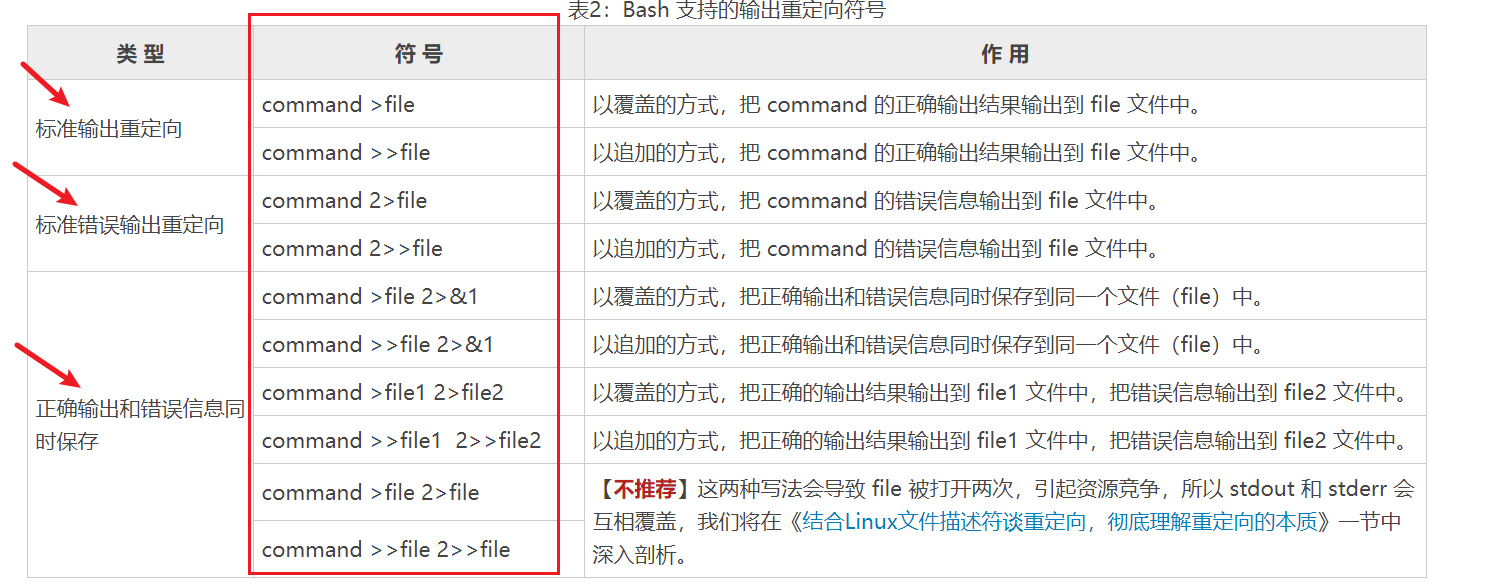 表2：Bash 支持的输出重定向符号
类 型 符 号 作 用
标准输出重定向
command >file 以覆盖的方式，把 command 的正确输出结果输出到 file 文件中。
command >>file 以追加的方式，把 command 的正确输出结果输出到 file 文件中。
标准错误输出重定向
command 2>file 以覆盖的方式，把 command 的错误信息输出到 file 文件中。
command 2>>file 以追加的方式，把 command 的错误信息输出到 file 文件中。
正确输出和错误信息同
时保存
command >file 2>&1 以覆盖的方式，把正确输出和错误信息同时保存到同一个文件（file）中。
command >>file 2>&1 以追加的方式，把正确输出和错误信息同时保存到同一个文件（file）中。
command >file1 2>file2 以覆盖的方式，把正确的输出结果输出到 file1 文件中，把错误信息输出到 file2 文件中。
command >>file1  2>>file2 以追加的方式，把正确的输出结果输出到 file1 文件中，把错误信息输出到 file2 文件中。
command >file 2>file
command >>file 2>>file
【不推荐】这两种写法会导致 file 被打开两次，引起资源竞争，所以 stdout 和 stderr 会
互相覆盖，我们将在《结合Linux文件描述符谈重定向，彻底理解重定向的本质》一节中
深入剖析。